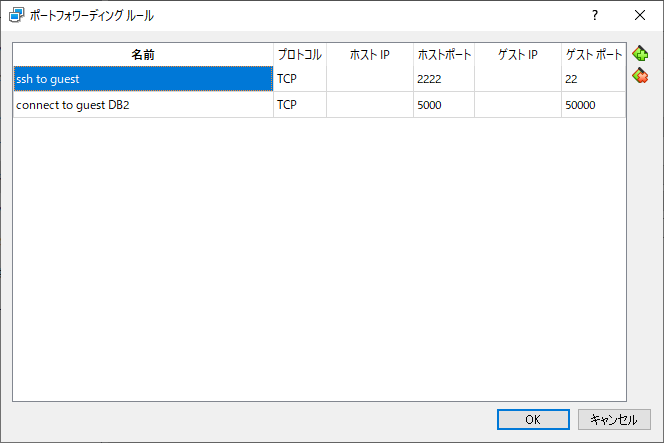 ポートフォワーディング ルール
名前 プロトコル ホスト IP ホストポート ゲスト IP ゲスト ポート
ssh to guest TCP 2222 22
connect to guest DB2 TCP 5000 50000
OK キャンセル